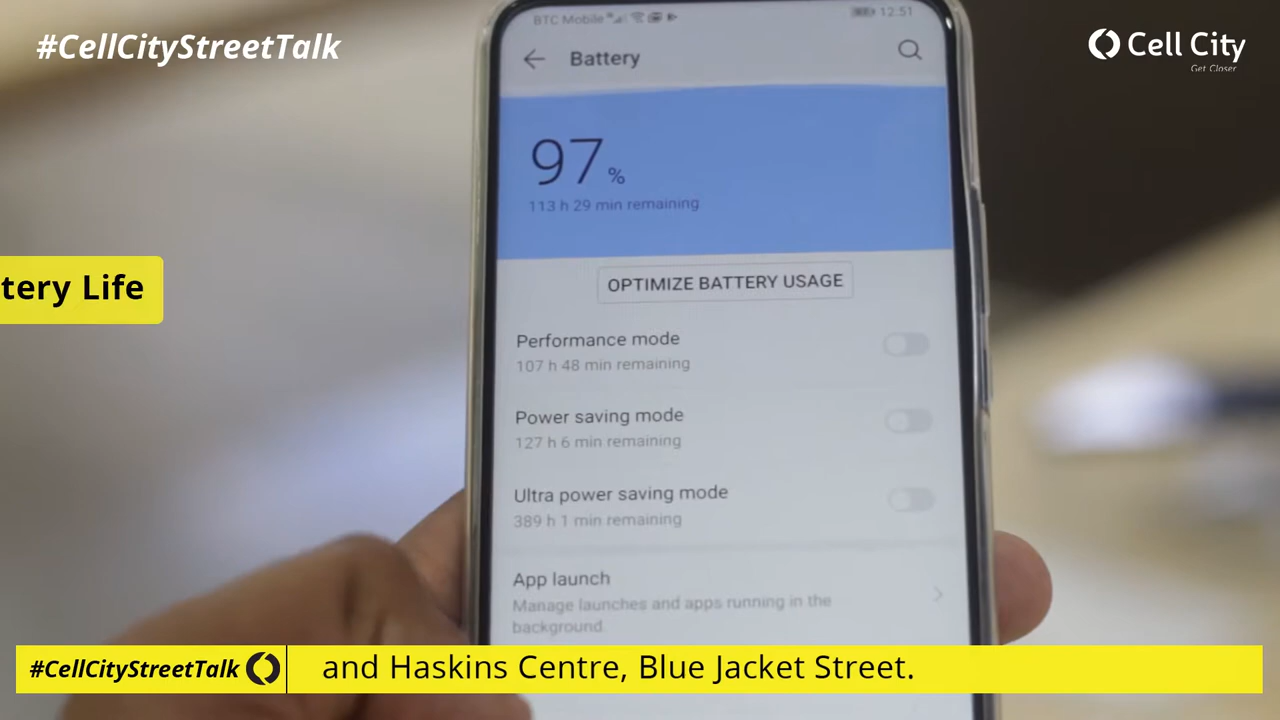 #CellCityStreetTalk
Cell City
Get Closer
BTC Mobile 12:51
Battery
97 %
113 h 29 min remaining
tery Life
OPTIMIZE BATTERY USAGE
Performance mode
107 h 48 min remaining
Power saving mode
127 h 6 min remaining
Ultra power saving mode
389 h 1 min remaining
App launch
Manage launches and apps running in the
background.
#CellCityStreetTalk
and Haskins Centre, Blue Jacket Street.